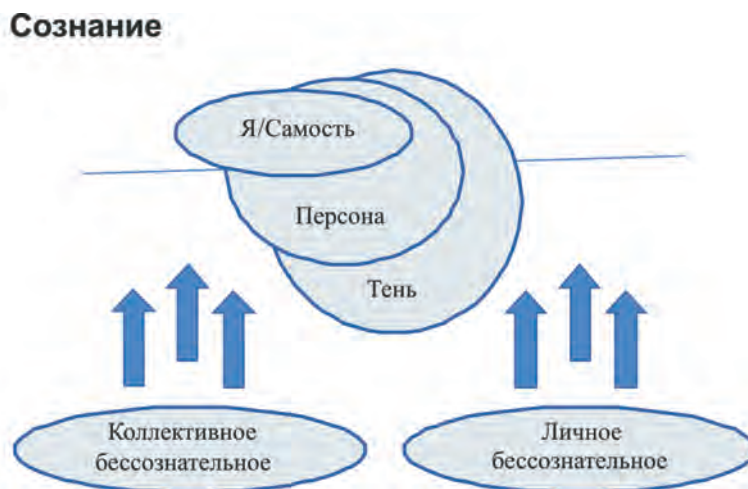 Сознание
Я/Самость
Персона
Тень
Коллективное
бессознательное
Личное
бессознательное